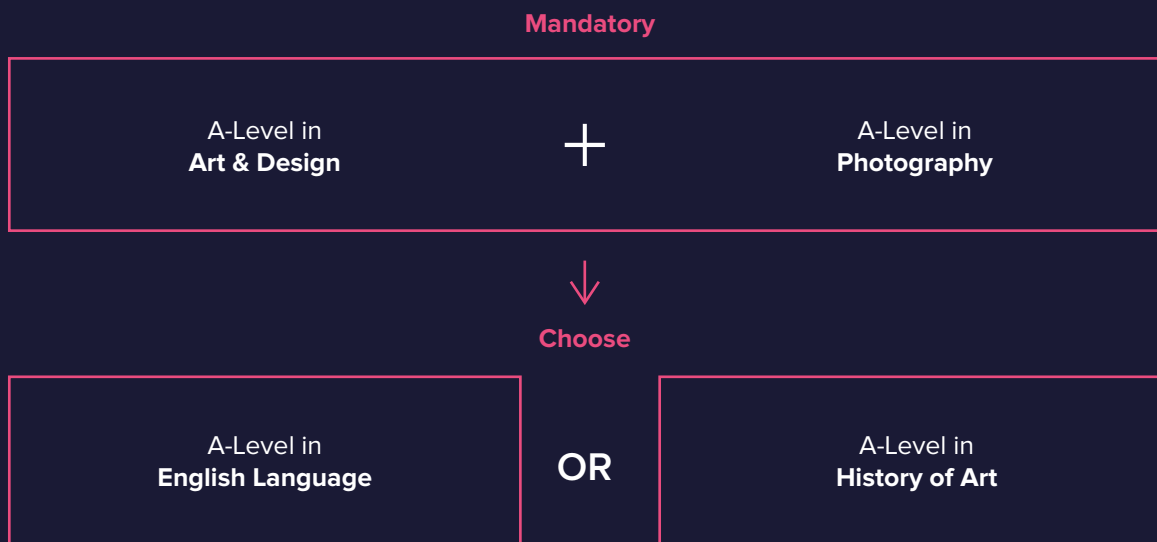 Mandatory
A-Level in
Art & Design
+
A-Level in
Photography
Choose
A-Level in
English Language
OR
A-Level in
History of Art